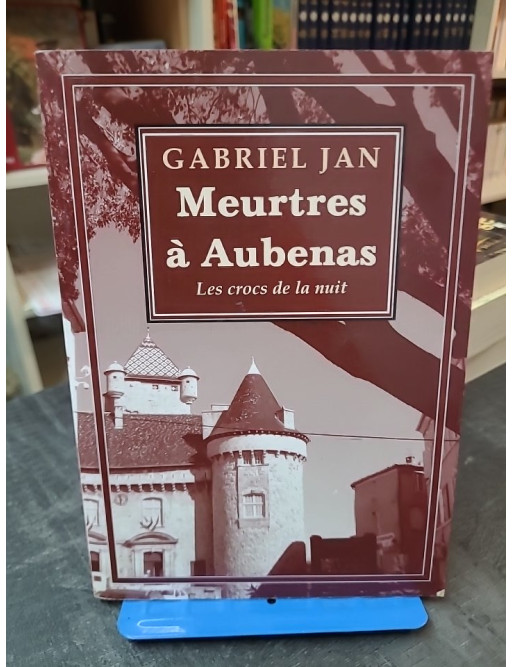 GABRIEL JAN
Meurtres
à Aubenas
Les crocs de la nuit